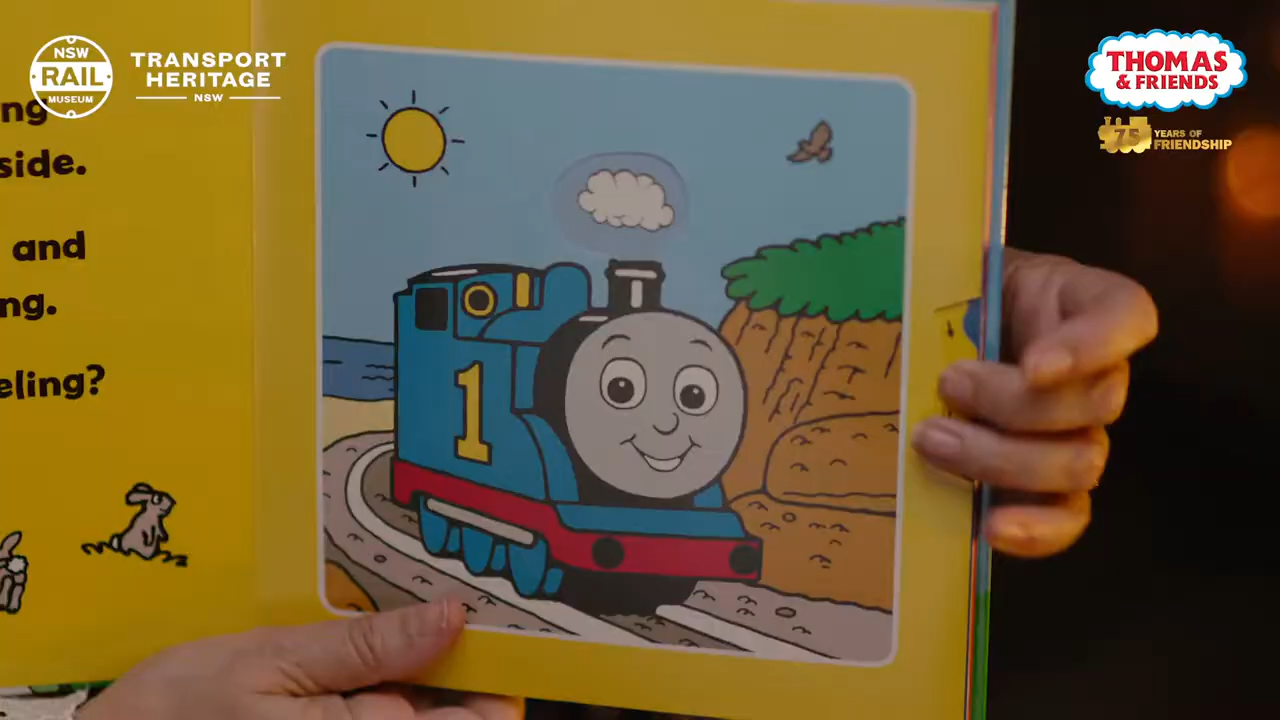 NSW
RAIL
MUSEUM
TRANSPORT
HERITAGE
NSW
THOMAS
& FRIENDS
75 YEARS OF
FRIENDSHIP
ng
side.
and
ng.
eling?
1